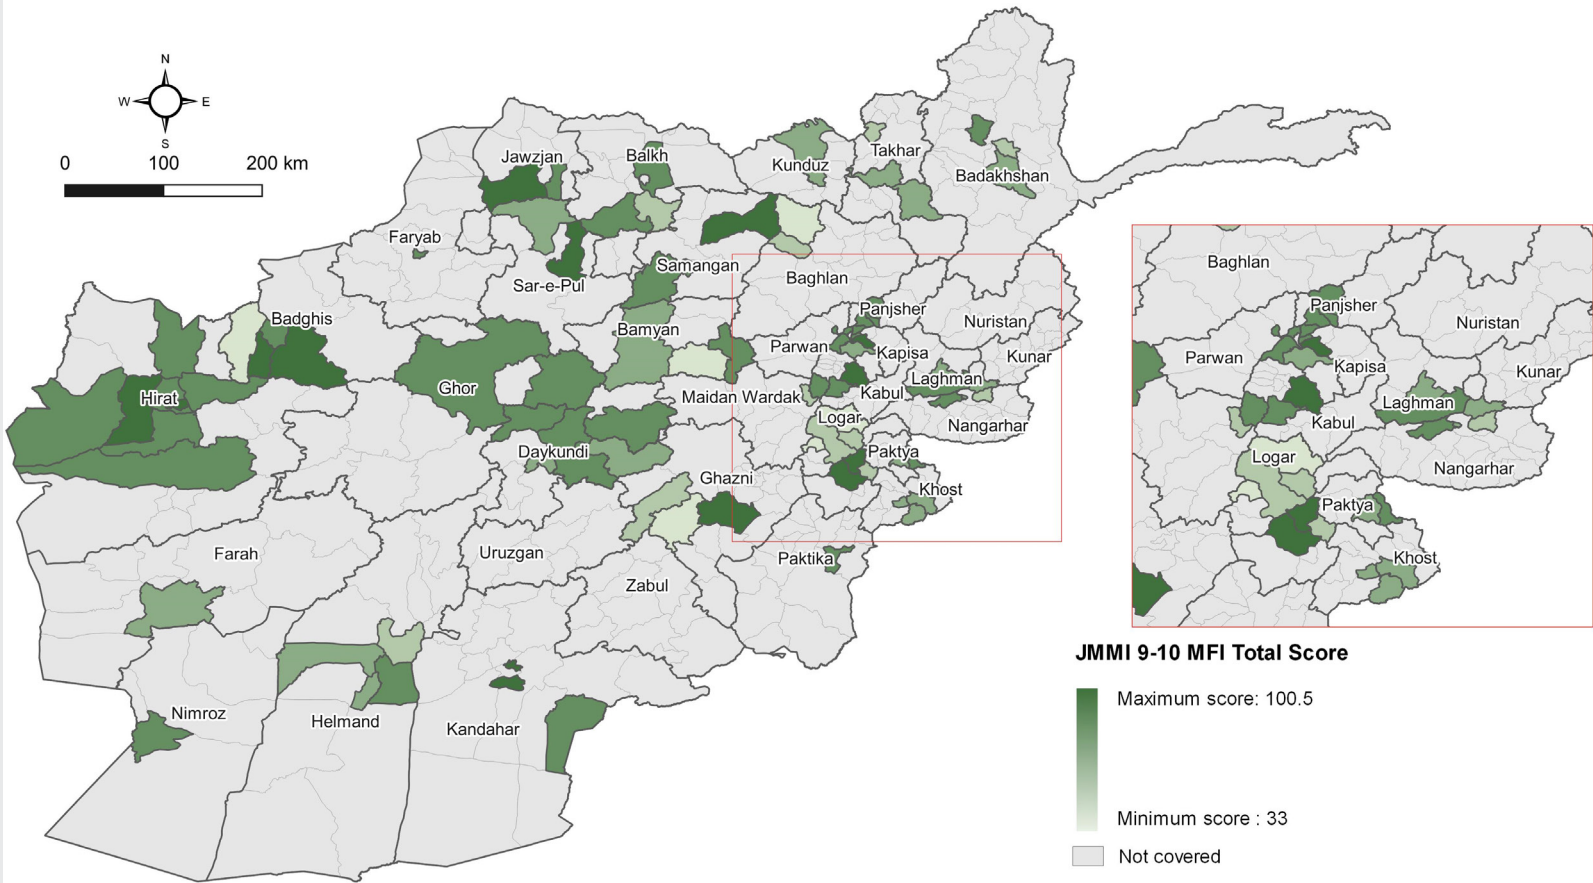 N
W E
S
0 100 200 km
Jawzjan
Balkh
Kunduz
Takhar
Badakhshan
Faryab
Sar-e-Pul
Samangan
Baghlan
Badghis
Bamyan
Panjsher
Nuristan
Parwan
Kapisa
Kunar
Hirat
Ghor
Laghman
Maidan Wardak
Kabul
Logar
Nangarhar
Daykundi
Paktya
Ghazni
Khost
Farah
Uruzgan
Zabul
Paktika
Nimroz
Helmand
Kandahar
Baghlan
Panjsher
Nuristan
Parwan
Kapisa
Kunar
Laghman
Kabul
Logar
Nangarhar
Paktya
Khost
JMMI 9-10 MFI Total Score
Maximum score: 100.5
Minimum score : 33
Not covered